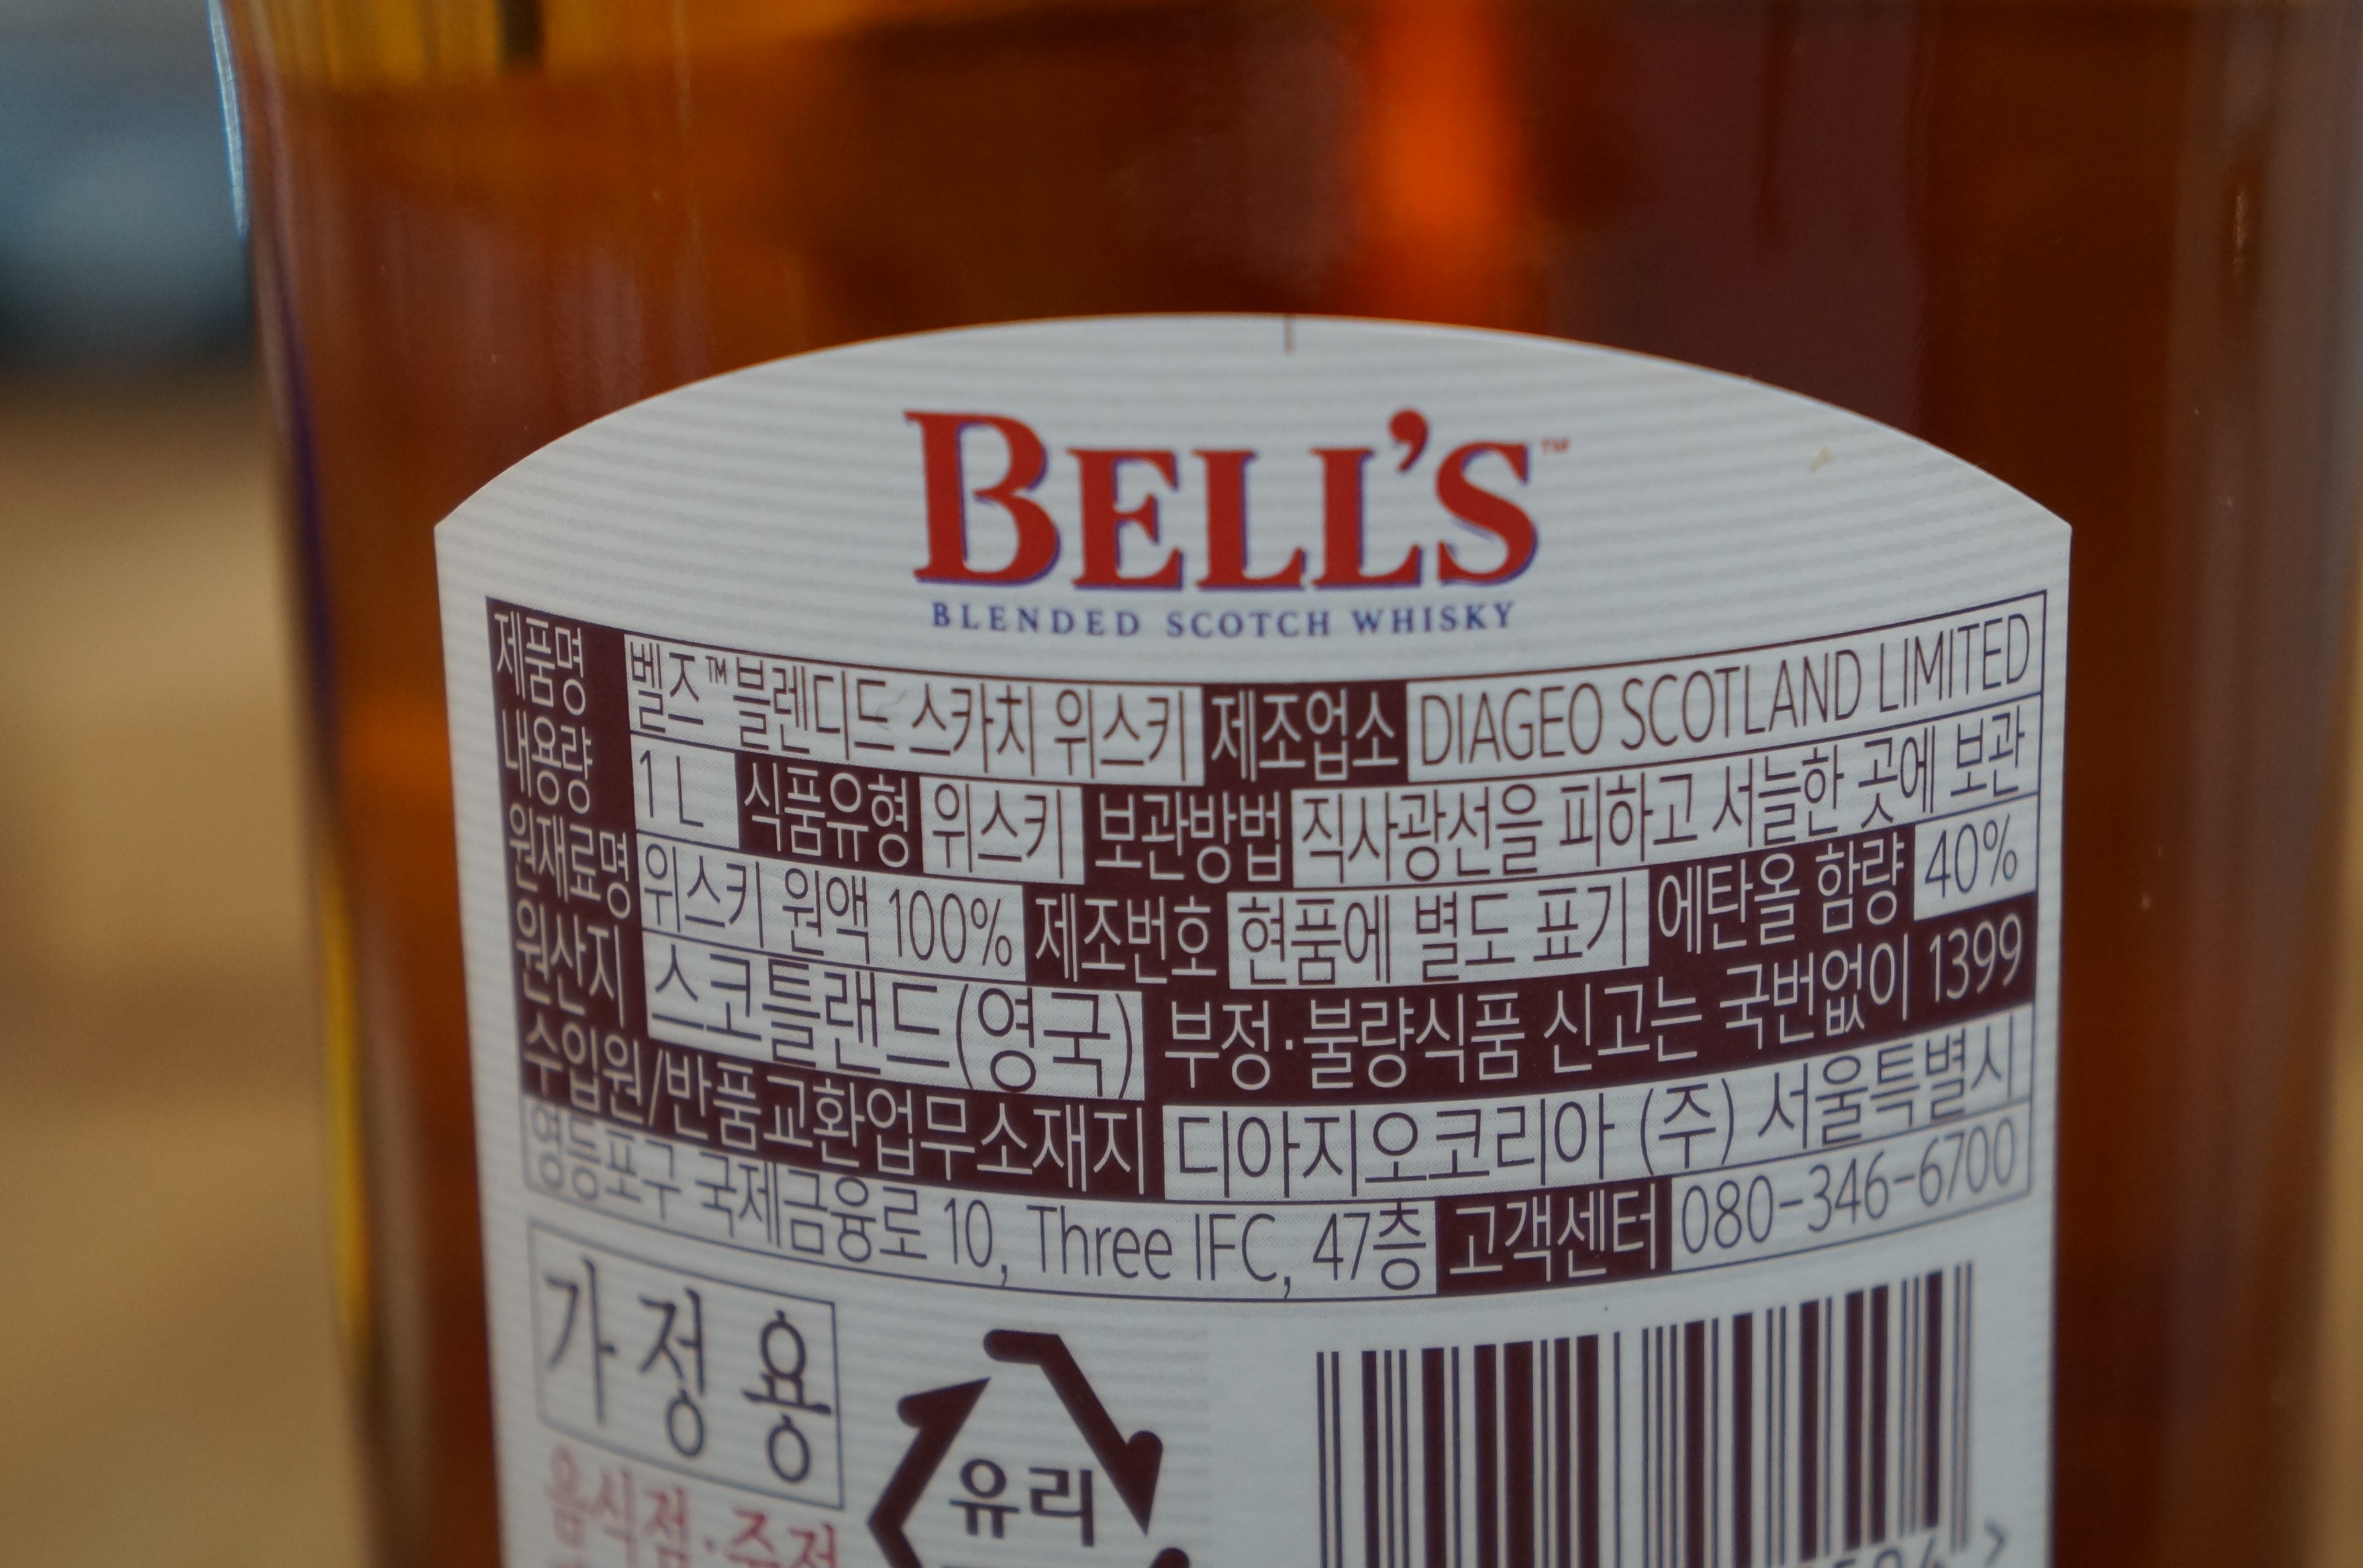 BELL'S™
BLENDED SCOTCH WHISKY
제품명 벨즈™ 블렌디드 스카치 위스키 제조업소 DIAGEO SCOTLAND LIMITED
내용량 1 L 식품유형 위스키 보관방법 직사광선을 피하고 서늘한 곳에 보관
원재료명 위스키 원액 100% 제조번호 현품에 별도 표기 에탄올 함량 40%
원산지 스코틀랜드(영국) 부정·불량식품 신고는 국번없이 1399
수입원/반품교환업무소재지 디아지오코리아 (주) 서울특별시
영등포구 국제금융로 10, Three IFC, 47층 고객센터 080-346-6700
가정용
유리
음식점·주점